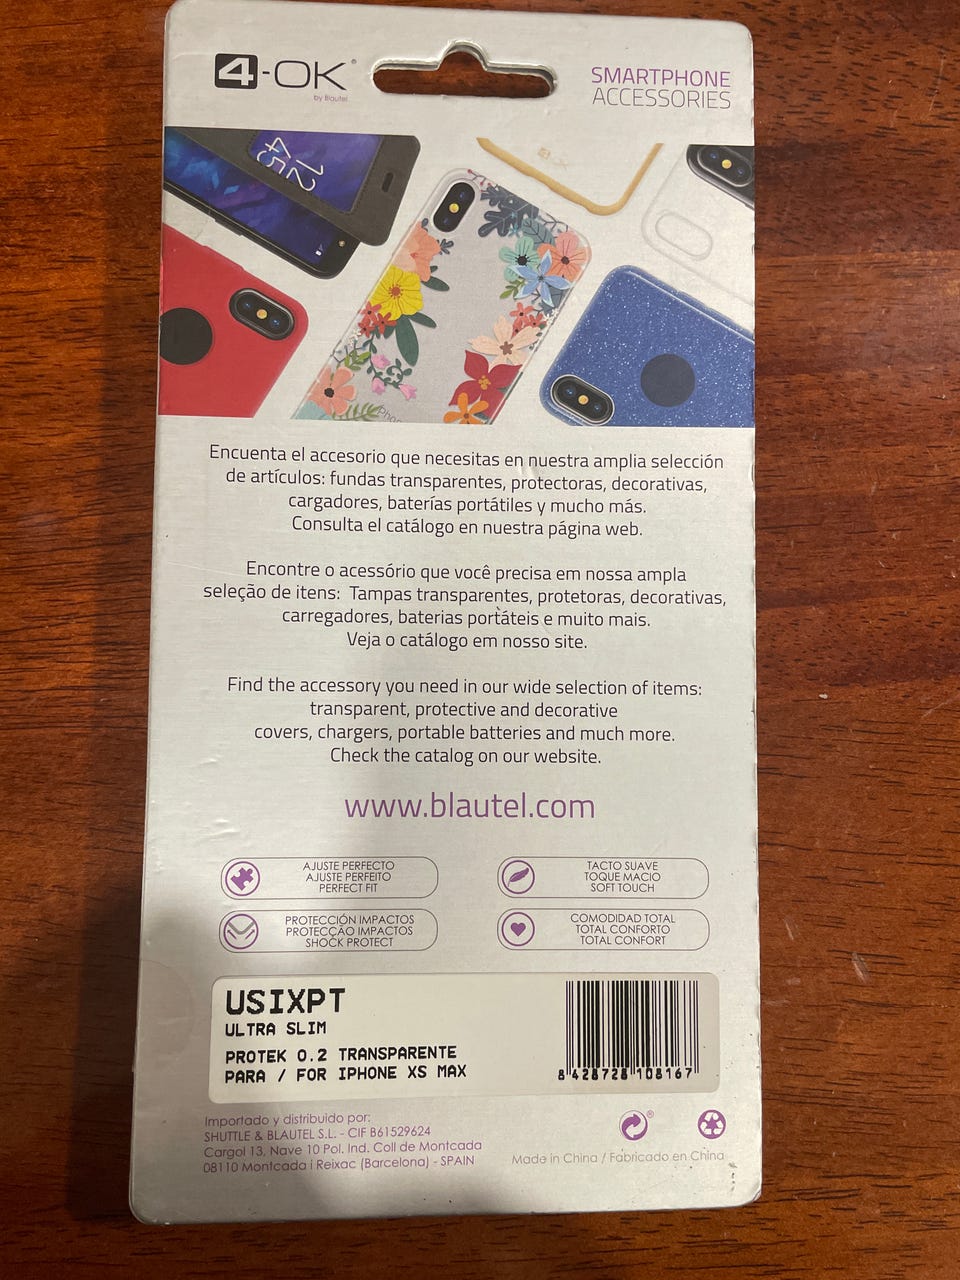 4-OK®
by Blautel
SMARTPHONE
ACCESSORIES
12
45
4-OK
iPhone
Encuenta el accesorio que necesitas en nuestra amplia selección
de artículos: fundas transparentes, protectoras, decorativas,
cargadores, baterías portátiles y mucho más.
Consulta el catálogo en nuestra página web.
Encontre o acessório que você precisa em nossa ampla
seleção de itens: Tampas transparentes, protetoras, decorativas,
carregadores, baterias portáteis e muito mais.
Veja o catálogo em nosso site.
Find the accessory you need in our wide selection of items:
transparent, protective and decorative
covers, chargers, portable batteries and much more.
Check the catalog on our website.
www.blautel.com
AJUSTE PERFECTO
AJUSTE PERFEITO
PERFECT FIT
TACTO SUAVE
TOQUE MACIO
SOFT TOUCH
PROTECCIÓN IMPACTOS
PROTECÇÃO IMPACTOS
SHOCK PROTECT
COMODIDAD TOTAL
TOTAL CONFORTO
TOTAL CONFORT
USIXPT
ULTRA SLIM
PROTEK 0.2 TRANSPARENTE
PARA / FOR IPHONE XS MAX
8 428728 108167
Importado y distribuido por:
SHUTTLE & BLAUTEL S.L. - CIF B61529624
Cargol 13, Nave 10 Pol. Ind. Coll de Montcada
08110 Montcada i Reixac (Barcelona) - SPAIN
®
Made in China / Fabricado en China